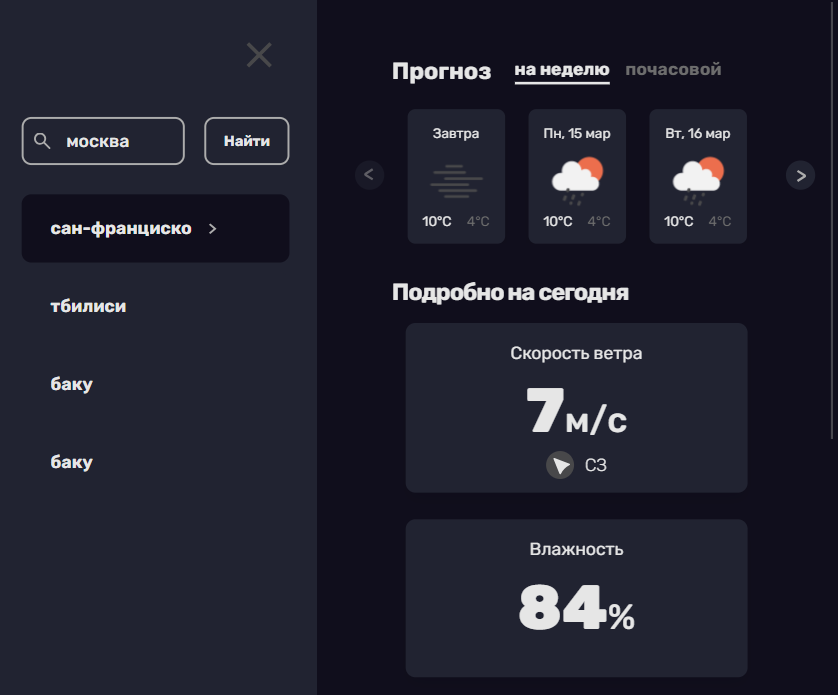 москва
Найти
сан-франциско >
тбилиси
баку
баку
Прогноз на неделю почасовой
Завтра
10°C 4°C
Пн, 15 мар
10°C 4°C
Вт, 16 мар
10°C 4°C
Подробно на сегодня
Скорость ветра
7м/с
СЗ
Влажность
84%